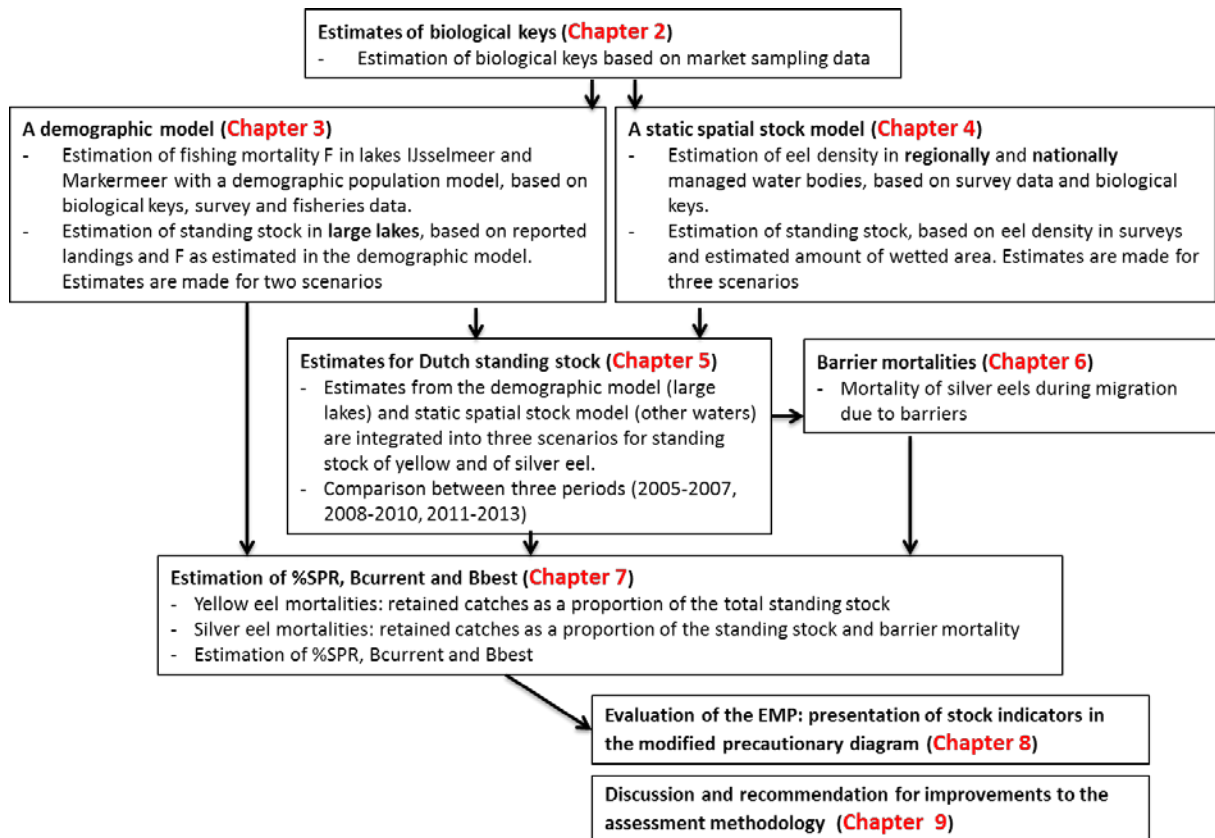 Estimates of biological keys (Chapter 2)
- Estimation of biological keys based on market sampling data
A demographic model (Chapter 3)
- Estimation of fishing mortality F in lakes IJsselmeer and
Markermeer with a demographic population model, based on
biological keys, survey and fisheries data.
- Estimation of standing stock in large lakes, based on reported
landings and F as estimated in the demographic model.
Estimates are made for two scenarios
A static spatial stock model (Chapter 4)
- Estimation of eel density in regionally and nationally
managed water bodies, based on survey data and biological
keys.
- Estimation of standing stock, based on eel density in surveys
and estimated amount of wetted area. Estimates are made for
three scenarios
Estimates for Dutch standing stock (Chapter 5)
- Estimates from the demographic model (large
lakes) and static spatial stock model (other waters)
are integrated into three scenarios for standing
stock of yellow and of silver eel.
- Comparison between three periods (2005-2007,
2008-2010, 2011-2013)
Barrier mortalities (Chapter 6)
- Mortality of silver eels during migration
due to barriers
Estimation of %SPR, Bcurrent and Bbest (Chapter 7)
- Yellow eel mortalities: retained catches as a proportion of the total standing stock
- Silver eel mortalities: retained catches as a proportion of the standing stock and barrier mortality
- Estimation of %SPR, Bcurrent and Bbest
Evaluation of the EMP: presentation of stock indicators in
the modified precautionary diagram (Chapter 8)
Discussion and recommendation for improvements to the
assessment methodology (Chapter 9)